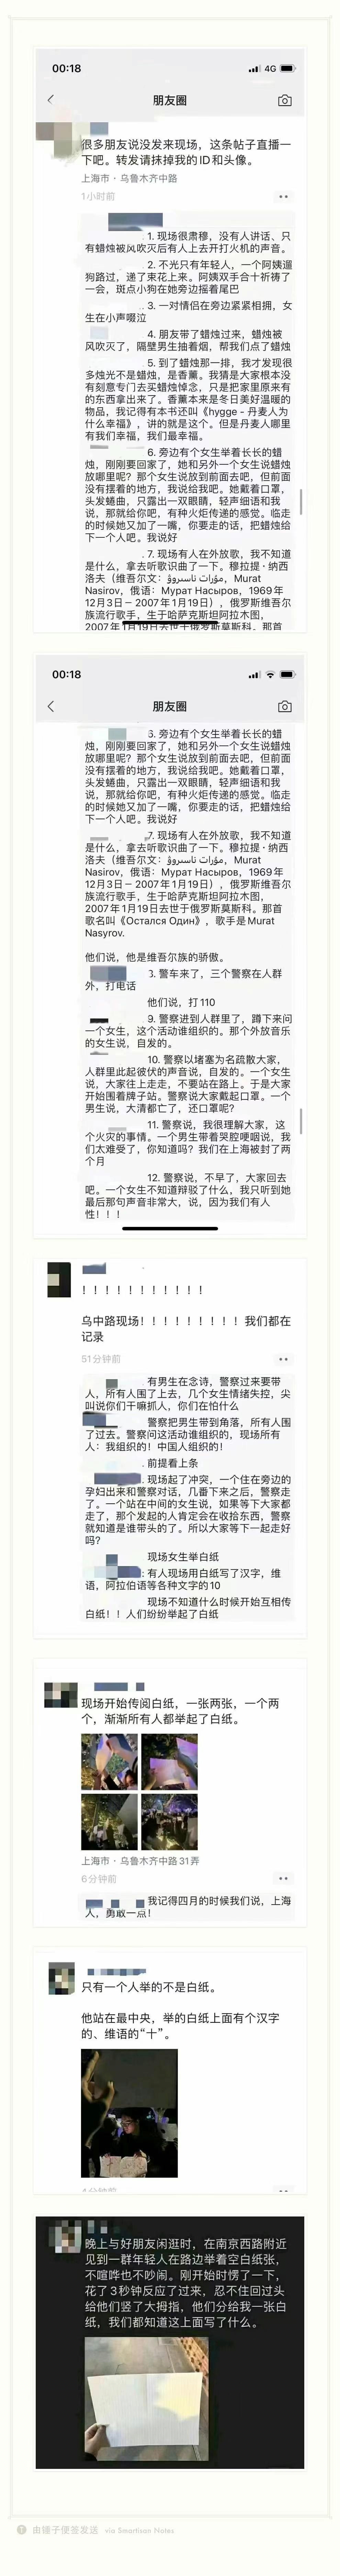 00:18
4G
朋友圈
很多朋友说没发来现场，这条帖子直播一
下吧。转发请抹掉我的ID和头像。
上海市 · 乌鲁木齐中路
1小时前
1. 现场很肃穆，没有人讲话、只
有蜡烛被风吹灭后有人上去开打火机的声音。
2. 不光只有年轻人，一个阿姨遛
狗路过，递了束花上来。阿姨双手合十祈祷了
一会，斑点小狗在她旁边摇着尾巴
3. 一对情侣在旁边紧紧相拥，女
生在小声啜泣
4. 朋友带了蜡烛过来，蜡烛被
风吹灭了，隔壁男生抽着烟，帮我们点了蜡烛
5. 到了蜡烛那一排，我才发现很
多烛光不是蜡烛，是香薰。我猜是大家根本没
有刻意专门去买蜡烛悼念，只是把家里原来有
的东西拿出来了。香薰本来是冬日美好温暖的
物品，我记得有本书还叫《hygge - 丹麦人为
什么幸福》，讲的就是这个。但是丹麦人哪里
有我们幸福，我们最幸福。
6. 旁边有个女生举着长长的蜡
烛，刚刚要回家了，她和另外一个女生说蜡烛
放哪里呢？那个女生说放到前面去吧，但前面
没有摆着的地方，我说给我吧。她戴着口罩，
头发蜷曲，只露出一双眼睛，轻声细语和我
说，那就给你吧，有种火炬传递的感觉。临走
的时候她又加了一嘴，你要走的话，把蜡烛给
下一个人吧。我说好
7. 现场有人在外放歌，我不知道
是什么，拿去听歌识曲了一下。穆拉提 · 纳西
洛夫（维吾尔文：مۇرات ناسىروۋ，Murat
Nasirov，俄语：Мурат Насыров，1969年
12月3日－2007年1月19日），俄罗斯维吾尔
族流行歌手，生于哈萨克斯坦阿拉木图，
2007年1月19日去世于俄罗斯莫斯科。那首
00:18
朋友圈
6. 旁边有个女生举着长长的蜡
烛，刚刚要回家了，她和另外一个女生说蜡烛
放哪里呢？那个女生说放到前面去吧，但前面
没有摆着的地方，我说给我吧。她戴着口罩，
头发蜷曲，只露出一双眼睛，轻声细语和我
说，那就给你吧，有种火炬传递的感觉。临走
的时候她又加了一嘴，你要走的话，把蜡烛给
下一个人吧。我说好
7. 现场有人在外放歌，我不知道
是什么，拿去听歌识曲了一下。穆拉提 · 纳西
洛夫（维吾尔文：مۇرات ناسىروۋ，Murat
Nasirov，俄语：Мурат Насыров，1969年
12月3日－2007年1月19日），俄罗斯维吾尔
族流行歌手，生于哈萨克斯坦阿拉木图，
2007年1月19日去世于俄罗斯莫斯科。那首
歌名叫《Остался Один》，歌手是Murat
Nasyrov.
他们说，他是维吾尔族的骄傲。
8. 警车来了，三个警察在人群
外，打电话
他们说，打110
9. 警察进到人群里了，蹲下来问
一个女生，这个活动谁组织的。那个外放音乐
的女生说，自发的。
10. 警察以堵塞为名疏散大家，
人群里此起彼伏的声音说，自发的。一个女生
说，大家往上走走，不要站在路上。于是大家
开始围着牌子站。警察说大家戴起口罩。一个
男生说，大清都亡了，还口罩呢？
11. 警察说，我很理解大家，这
个火灾的事情。一个男生带着哭腔哽咽说，我
们太难受了，你知道吗？我们在上海被封了两
个月
12. 警察说，不早了，大家回去
吧。一个女生不知道辩驳了什么，我只听到她
最后那句声音非常大，说，因为我们有人
性！！！
！！！！！！！！！！！
乌中路现场！！！！！！！！！我们都在
记录
51分钟前
有男生在念诗，警察过来要带
人，所有人围了上去，几个女生情绪失控，尖
叫说你们干嘛抓人，你们在怕什么
警察把男生带到角落，所有人围
了过去。警察问这活动谁组织的，现场所有
人：我组织的！中国人组织的！
前提看上条
现场起了冲突，一个住在旁边的
孕妇出来和警察对话，几番下来之后，警察走
了。一个站在中间的女生说，如果等下大家都
走了，那个发起的人肯定会在收拾东西，警察
就知道是谁带头的了。所以大家等下一起走好
吗？
现场女生举白纸
：有人现场用白纸写了汉字，维
语，阿拉伯语等各种文字的10
现场不知道什么时候开始互相传
白纸！！人们纷纷举起了白纸
现场开始传阅白纸，一张两张，一个两
个，渐渐所有人都举起了白纸。
上海市 · 乌鲁木齐中路31弄
6分钟前
我记得四月的时候我们说，上海
人，勇敢一点！
只有一个人举的不是白纸。
他站在最中央，举的白纸上面有个汉字
的、维语的“十”。
晚上与好朋友闲逛时，在南京西路附近
见到一群年轻人在路边举着空白纸张，
不喧哗也不吵闹。刚开始时愣了一下，
花了3秒钟反应了过来，忍不住回过头
给他们竖了大拇指，他们分给我一张白
纸，我们都知道这上面写了什么。
由锤子便签发送 via Smartisan Notes